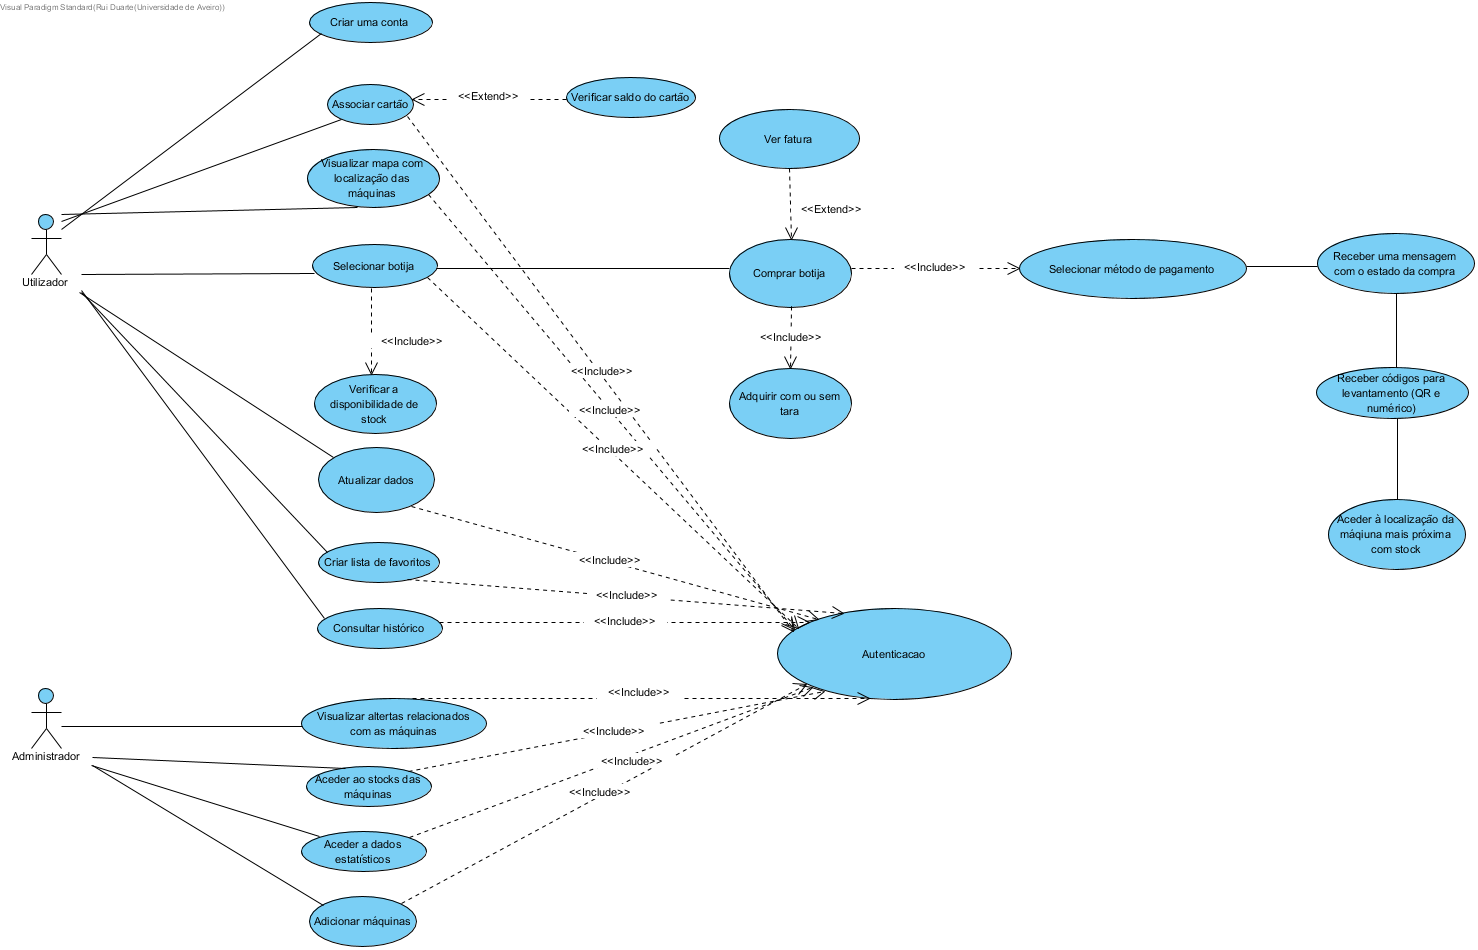 Visual Paradigm Standard(Rui Duarte(Universidade de Aveiro))
Criar uma conta
Associar cartão
<<Extend>>
Verificar saldo do cartão
Ver fatura
Visualizar mapa com
localização das
máquinas
<<Extend>>
Utilizador
Selecionar botija
Comprar botija
<<Include>>
Selecionar método de pagamento
Receber uma mensagem
com o estado da compra
<<Include>>
<<Include>>
Verificar a
disponibilidade de
stock
<<Include>>
<<Include>>
<<Include>>
Adquirir com ou sem
tara
Receber códigos para
levantamento (QR e
numérico)
Atualizar dados
Aceder à localização da
máqiuna mais próxima
com stock
Criar lista de favoritos
<<Include>>
<<Include>>
Consultar histórico
<<Include>>
Autenticacao
Administrador
Visualizar altertas relacionados
com as máquinas
<<Include>>
<<Include>>
Aceder ao stocks das
máquinas
<<Include>>
<<Include>>
Aceder a dados
estatísticos
Adicionar máquinas